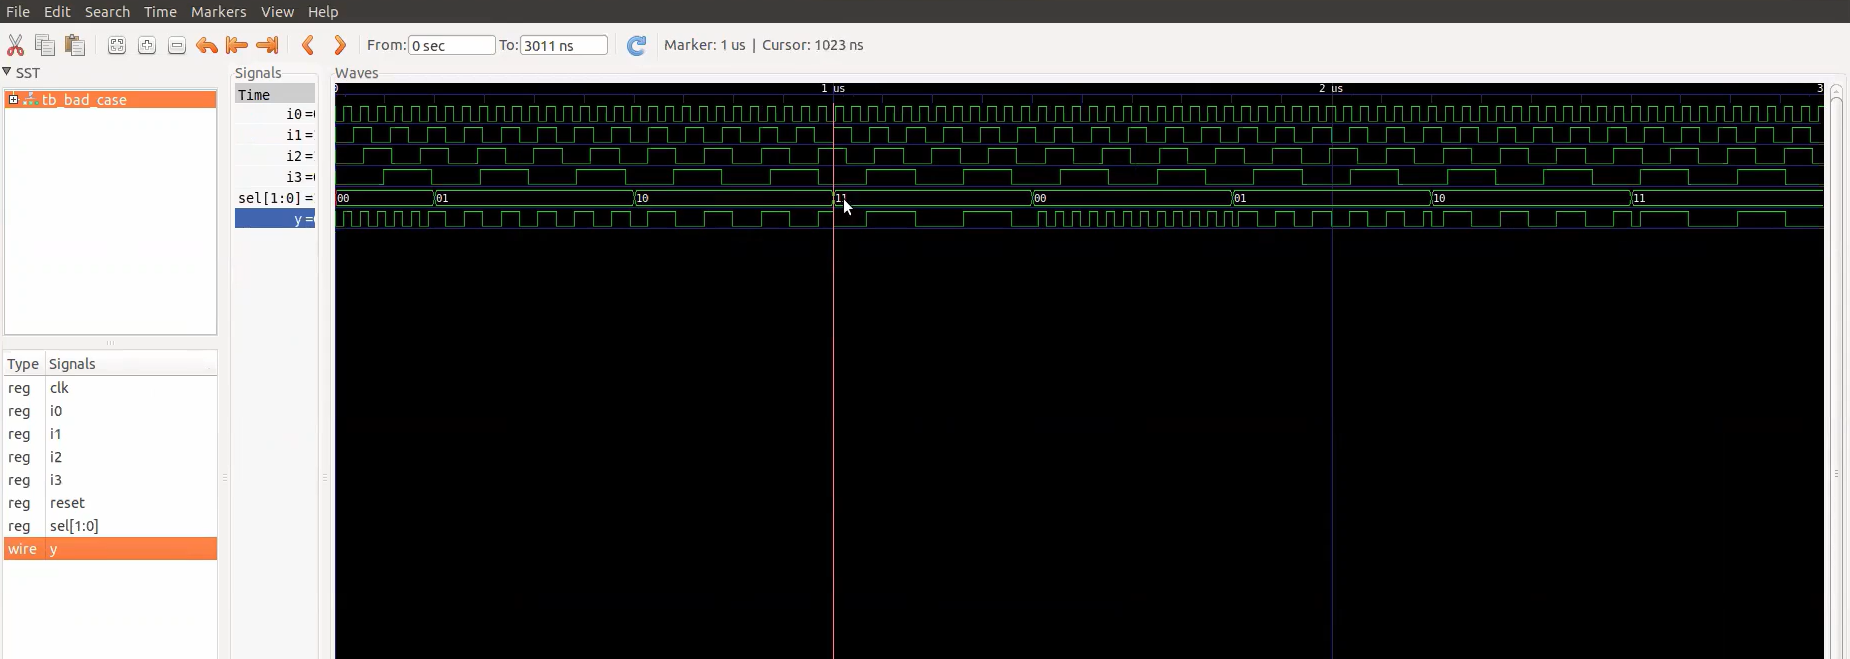 File Edit Search Time Markers View Help
From: 0 sec To: 3011 ns Marker: 1 us | Cursor: 1023 ns
SST
tb_bad_case
Type Signals
reg clk
reg i0
reg i1
reg i2
reg i3
reg reset
reg sel[1:0]
wire y
Signals
Time
i0=
i1=
i2=
i3=
sel[1:0]=
y=
Waves
0 1 us 2 us 3
00 01 10 11 00 01 10 11